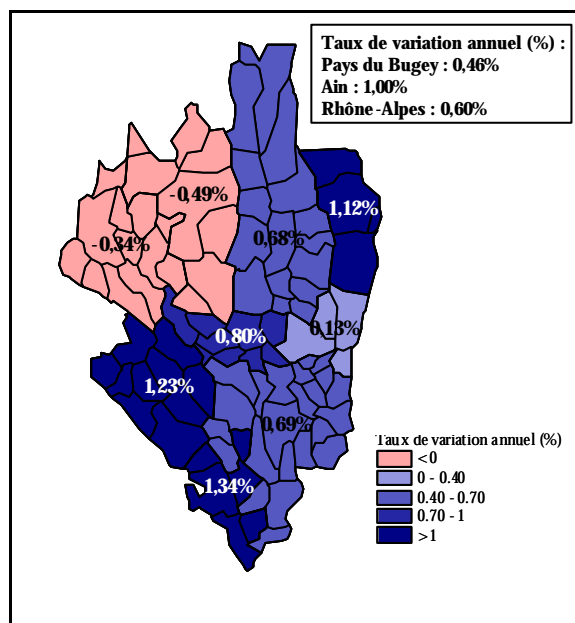 Taux de variation annuel (%) :
Pays du Bugey : 0,46%
Ain : 1,00%
Rhône-Alpes : 0,60%
-0,49%
1,12%
-0,34%
0,68%
0,13%
0,80%
1,23%
0,69%
1,34%
Taux de variation annuel (%)
<0
0 - 0.40
0.40 - 0.70
0.70 - 1
>1